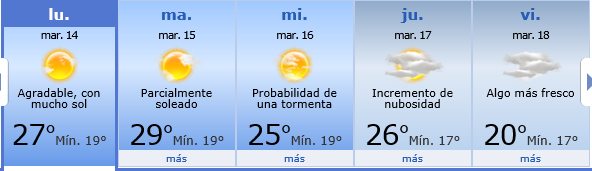 lu.
mar. 14
Agradable, con
mucho sol
27° Mín. 19°
ma.
mar. 15
Parcialmente
soleado
29° Mín. 19°
más
mi.
mar. 16
Probabilidad de
una tormenta
25° Mín. 19°
más
ju.
mar. 17
Incremento de
nubosidad
26° Mín. 17°
más
vi.
mar. 18
Algo más fresco
20° Mín. 17°
más